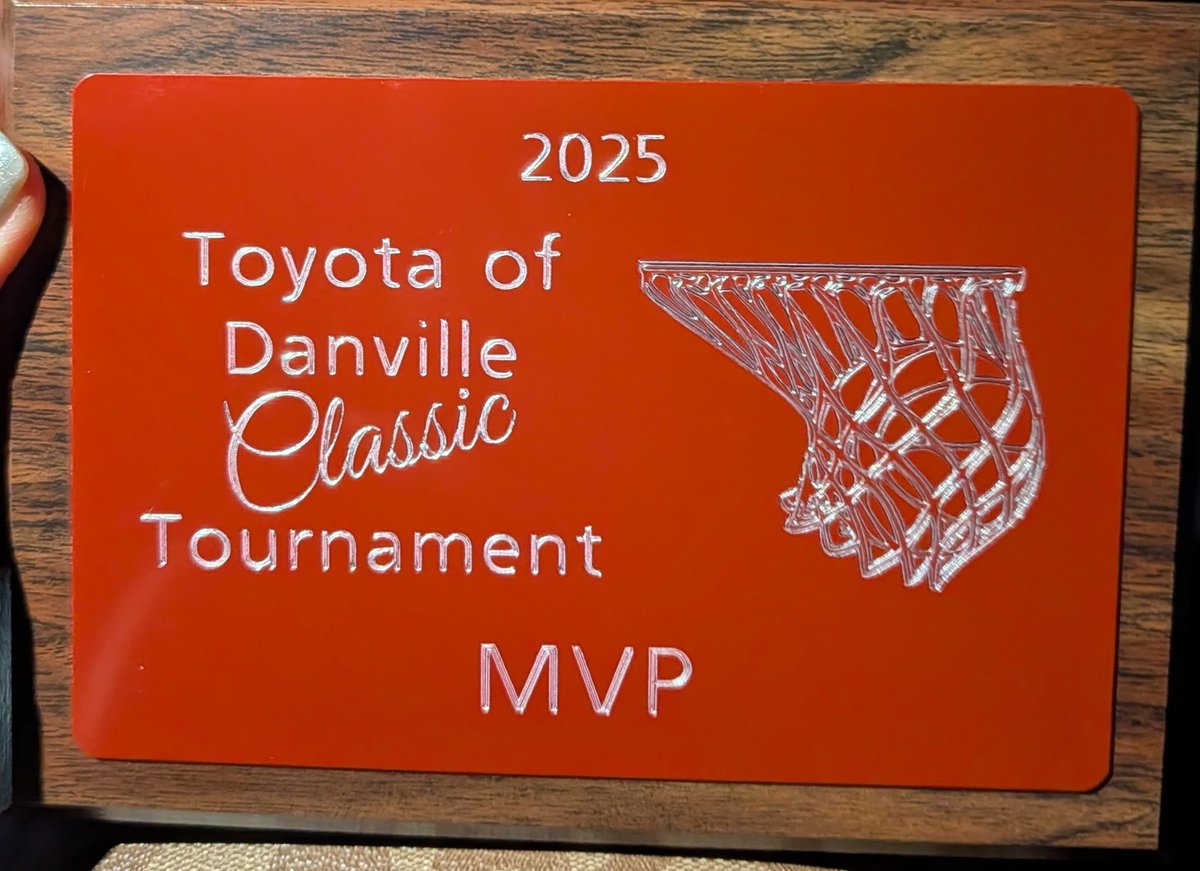 2025
Toyota of
Danville
Classic
Tournament
MVP